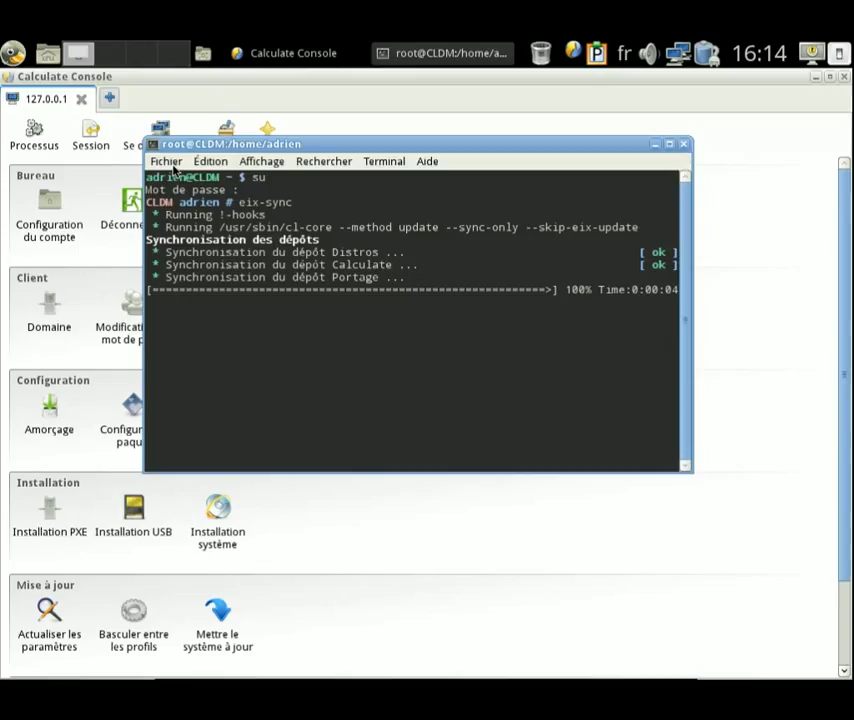 Calculate Console
root@CLDM:/home/a...
fr
16:14
Calculate Console
127.0.0.1
Processus
Session
Se d
root@CLDM:/home/adrien
Fichier
Édition
Affichage
Rechercher
Terminal
Aide
adrien@CLDM ~ $ su
Mot de passe :
CLDM adrien # eix-sync
* Running !-hooks
* Running /usr/sbin/cl-core --method update --sync-only --skip-eix-update
Synchronisation des dépôts
* Synchronisation du dépôt Distros ... [ ok ]
* Synchronisation du dépôt Calculate ... [ ok ]
* Synchronisation du dépôt Portage ...
100% Time:0:00:04
Bureau
Configuration
du compte
Déconne
Client
Domaine
Modificati
mot de p
Configuration
Amorçage
Configur
paqu
Installation
Installation PXE
Installation USB
Installation
système
Mise à jour
Actualiser les
paramètres
Basculer entre
les profils
Mettre le
système à jour